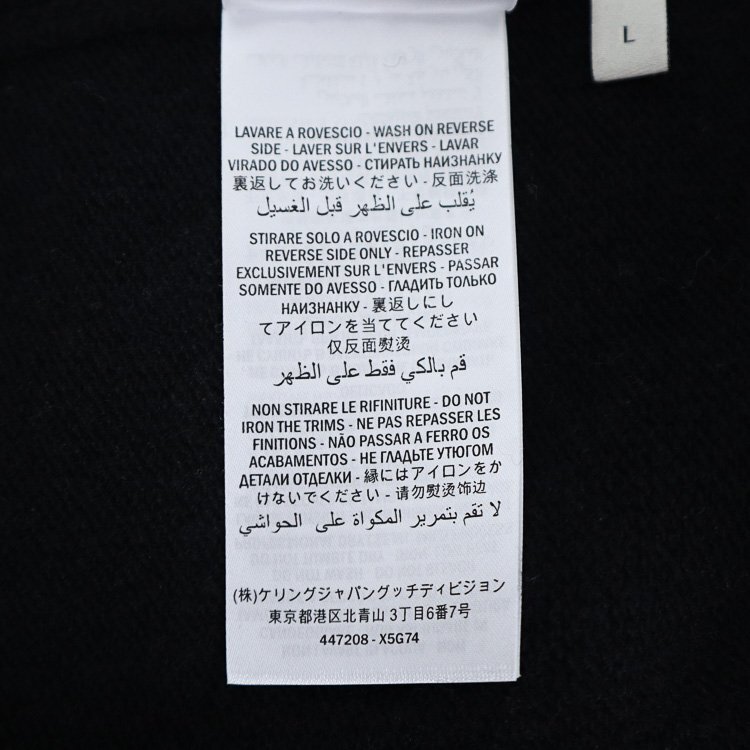 L
LAVARE A ROVESCIO - WASH ON REVERSE
SIDE - LAVER SUR L'ENVERS - LAVAR
VIRADO DO AVESSO - СТИРАТЬ НАИЗНАНКУ
裏返してお洗いください - 反面洗涤
يُقلب على الظهر قبل الغسيل
STIRARE SOLO A ROVESCIO - IRON ON
REVERSE SIDE ONLY - REPASSER
EXCLUSIVEMENT SUR L'ENVERS - PASSAR
SOMENTE DO AVESSO - ГЛАДИТЬ ТОЛЬКО
НАИЗНАНКУ - 裏返しにし
てアイロンを当ててください
仅反面熨烫
قم بالكي فقط على الظهر
NON STIRARE LE RIFINITURE - DO NOT
IRON THE TRIMS - NE PAS REPASSER LES
FINITIONS - NÃO PASSAR A FERRO OS
ACABAMENTOS - НЕ ГЛАДЬТЕ УТЮГОМ
ДЕТАЛИ ОТДЕЛКИ - 縁にはアイロンをか
けないでください - 请勿熨烫饰边
لا تقم بتمرير المكواة على الحواشي
(株)ケリングジャパングッチディビジョン
東京都港区北青山 3丁目6番7号
447208 - X5G74